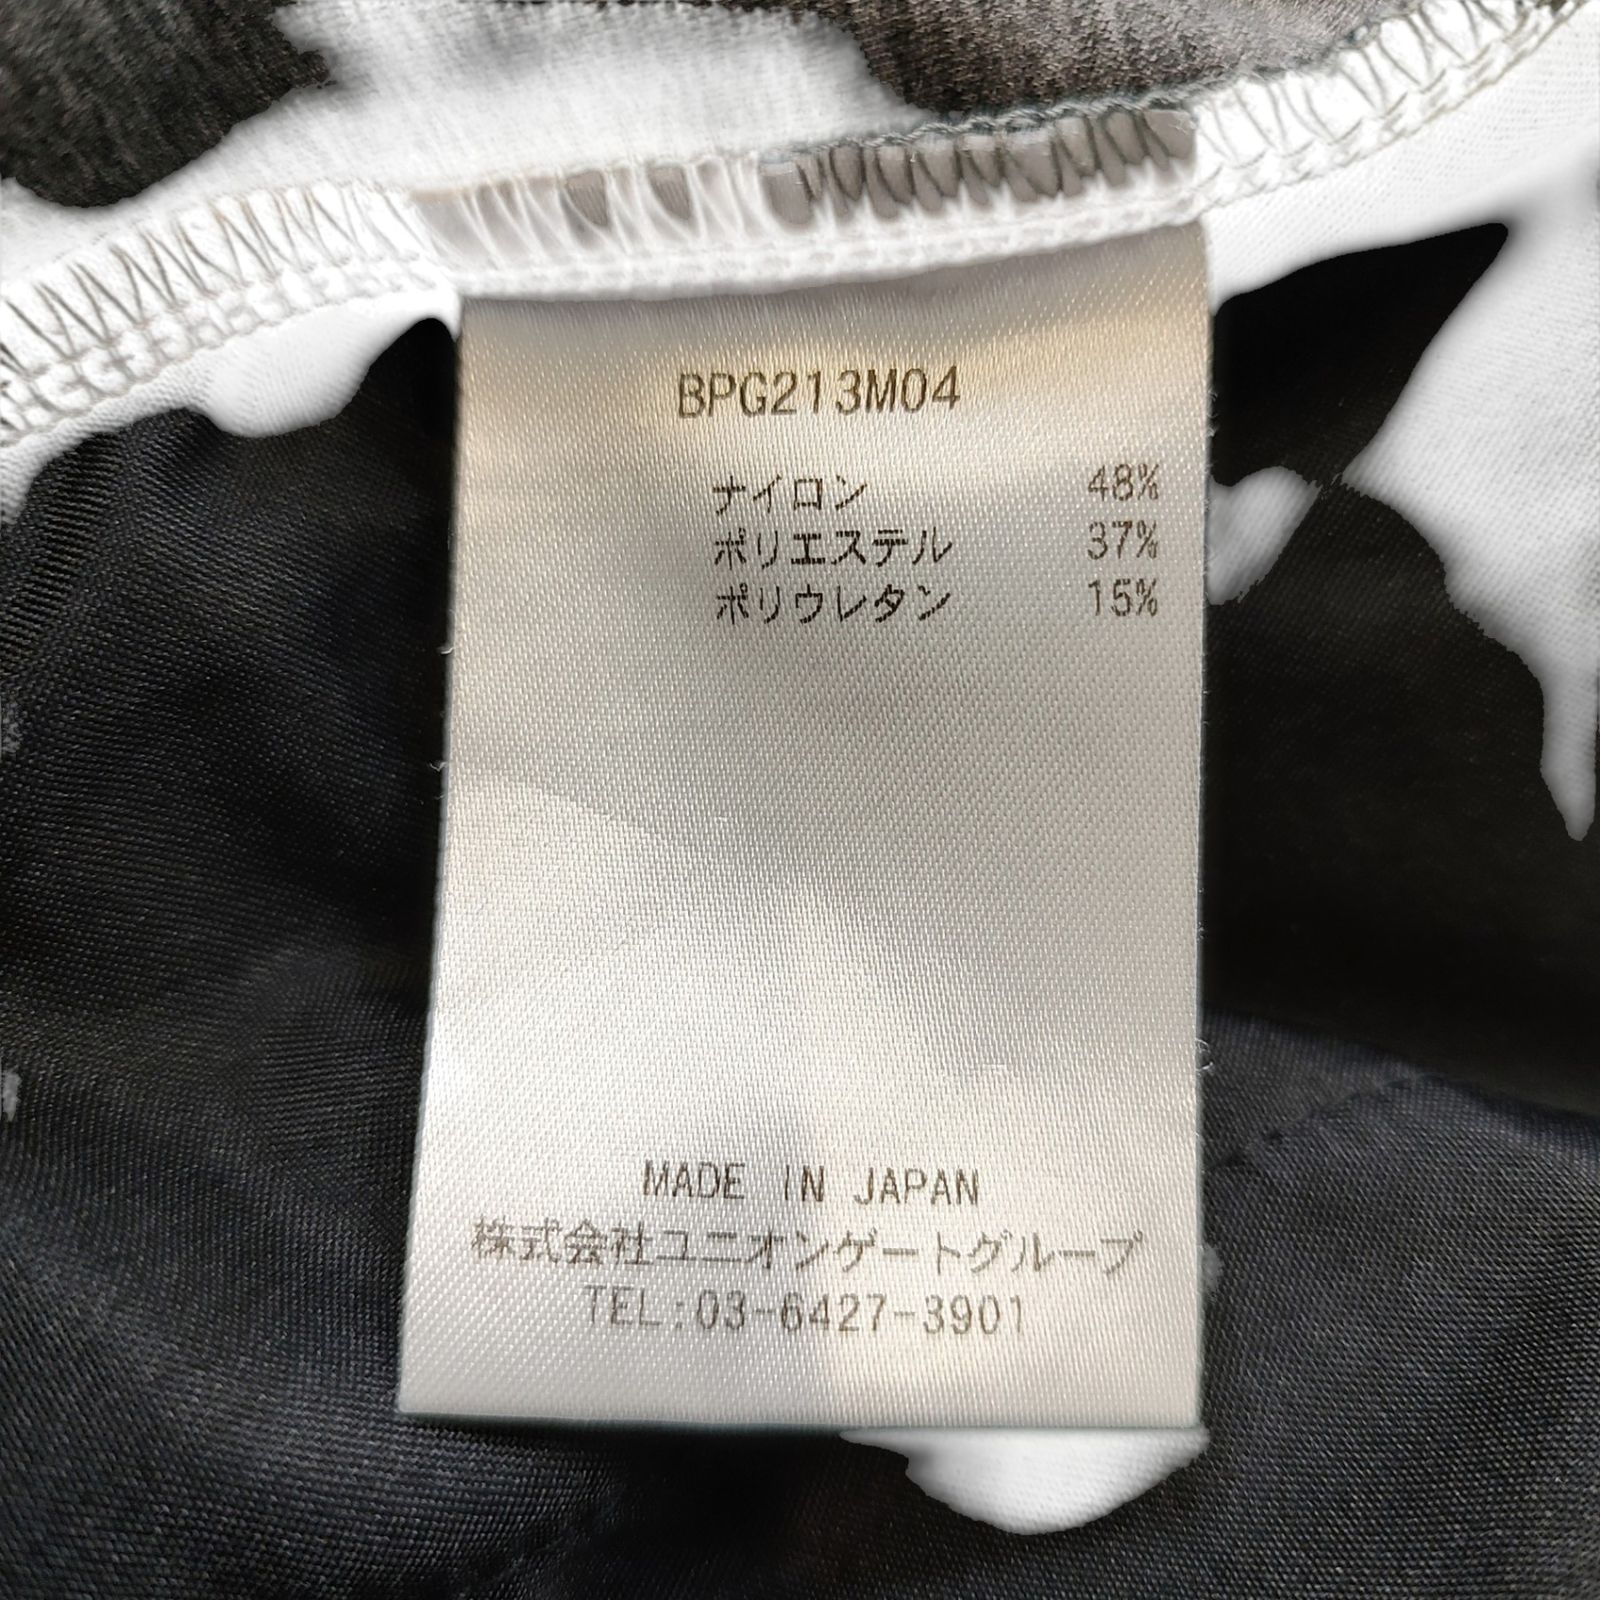 BPG213M04
ナイロン 48%
ポリエステル 37%
ポリウレタン 15%
MADE IN JAPAN
株式会社ユニオンゲートグループ
TEL:03-6427-3901